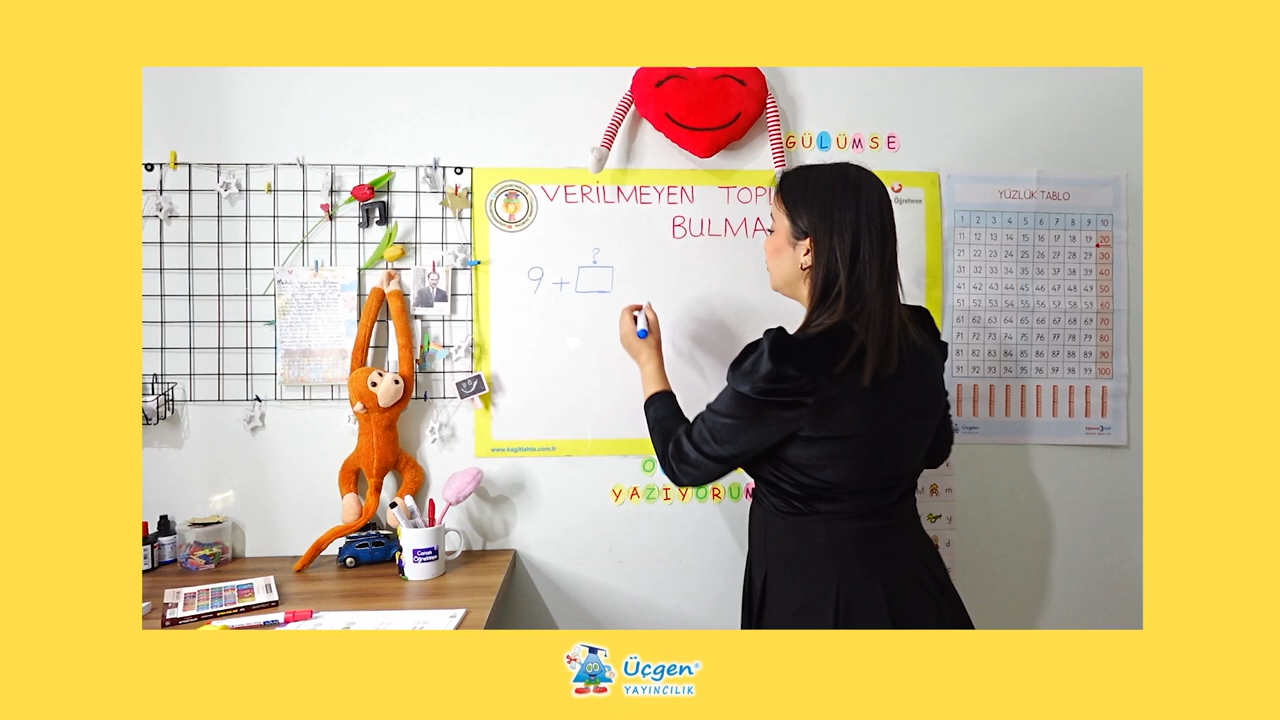 GÜLÜMSE
VERİLMEYEN TOPL
BULMA
Öğretmen
9 + ?
www.kagittahta.com.tr
YAZIYORUM
Canan
Öğretmen
YÜZLÜK TABLO
1 2 3 4 5 6 7 8 9 10
11 12 13 14 15 16 17 18 19 20
21 22 23 24 25 26 27 28 29 30
31 32 33 34 35 36 37 38 39 40
41 42 43 44 45 46 47 48 49 50
51 52 53 54 55 56 57 58 59 60
61 62 63 64 65 66 67 68 69 70
71 72 73 74 75 76 77 78 79 80
81 82 83 84 85 86 87 88 89 90
91 92 93 94 95 96 97 98 99 100
Üçgen
M m
y
d
Üçgen®
YAYINCILIK